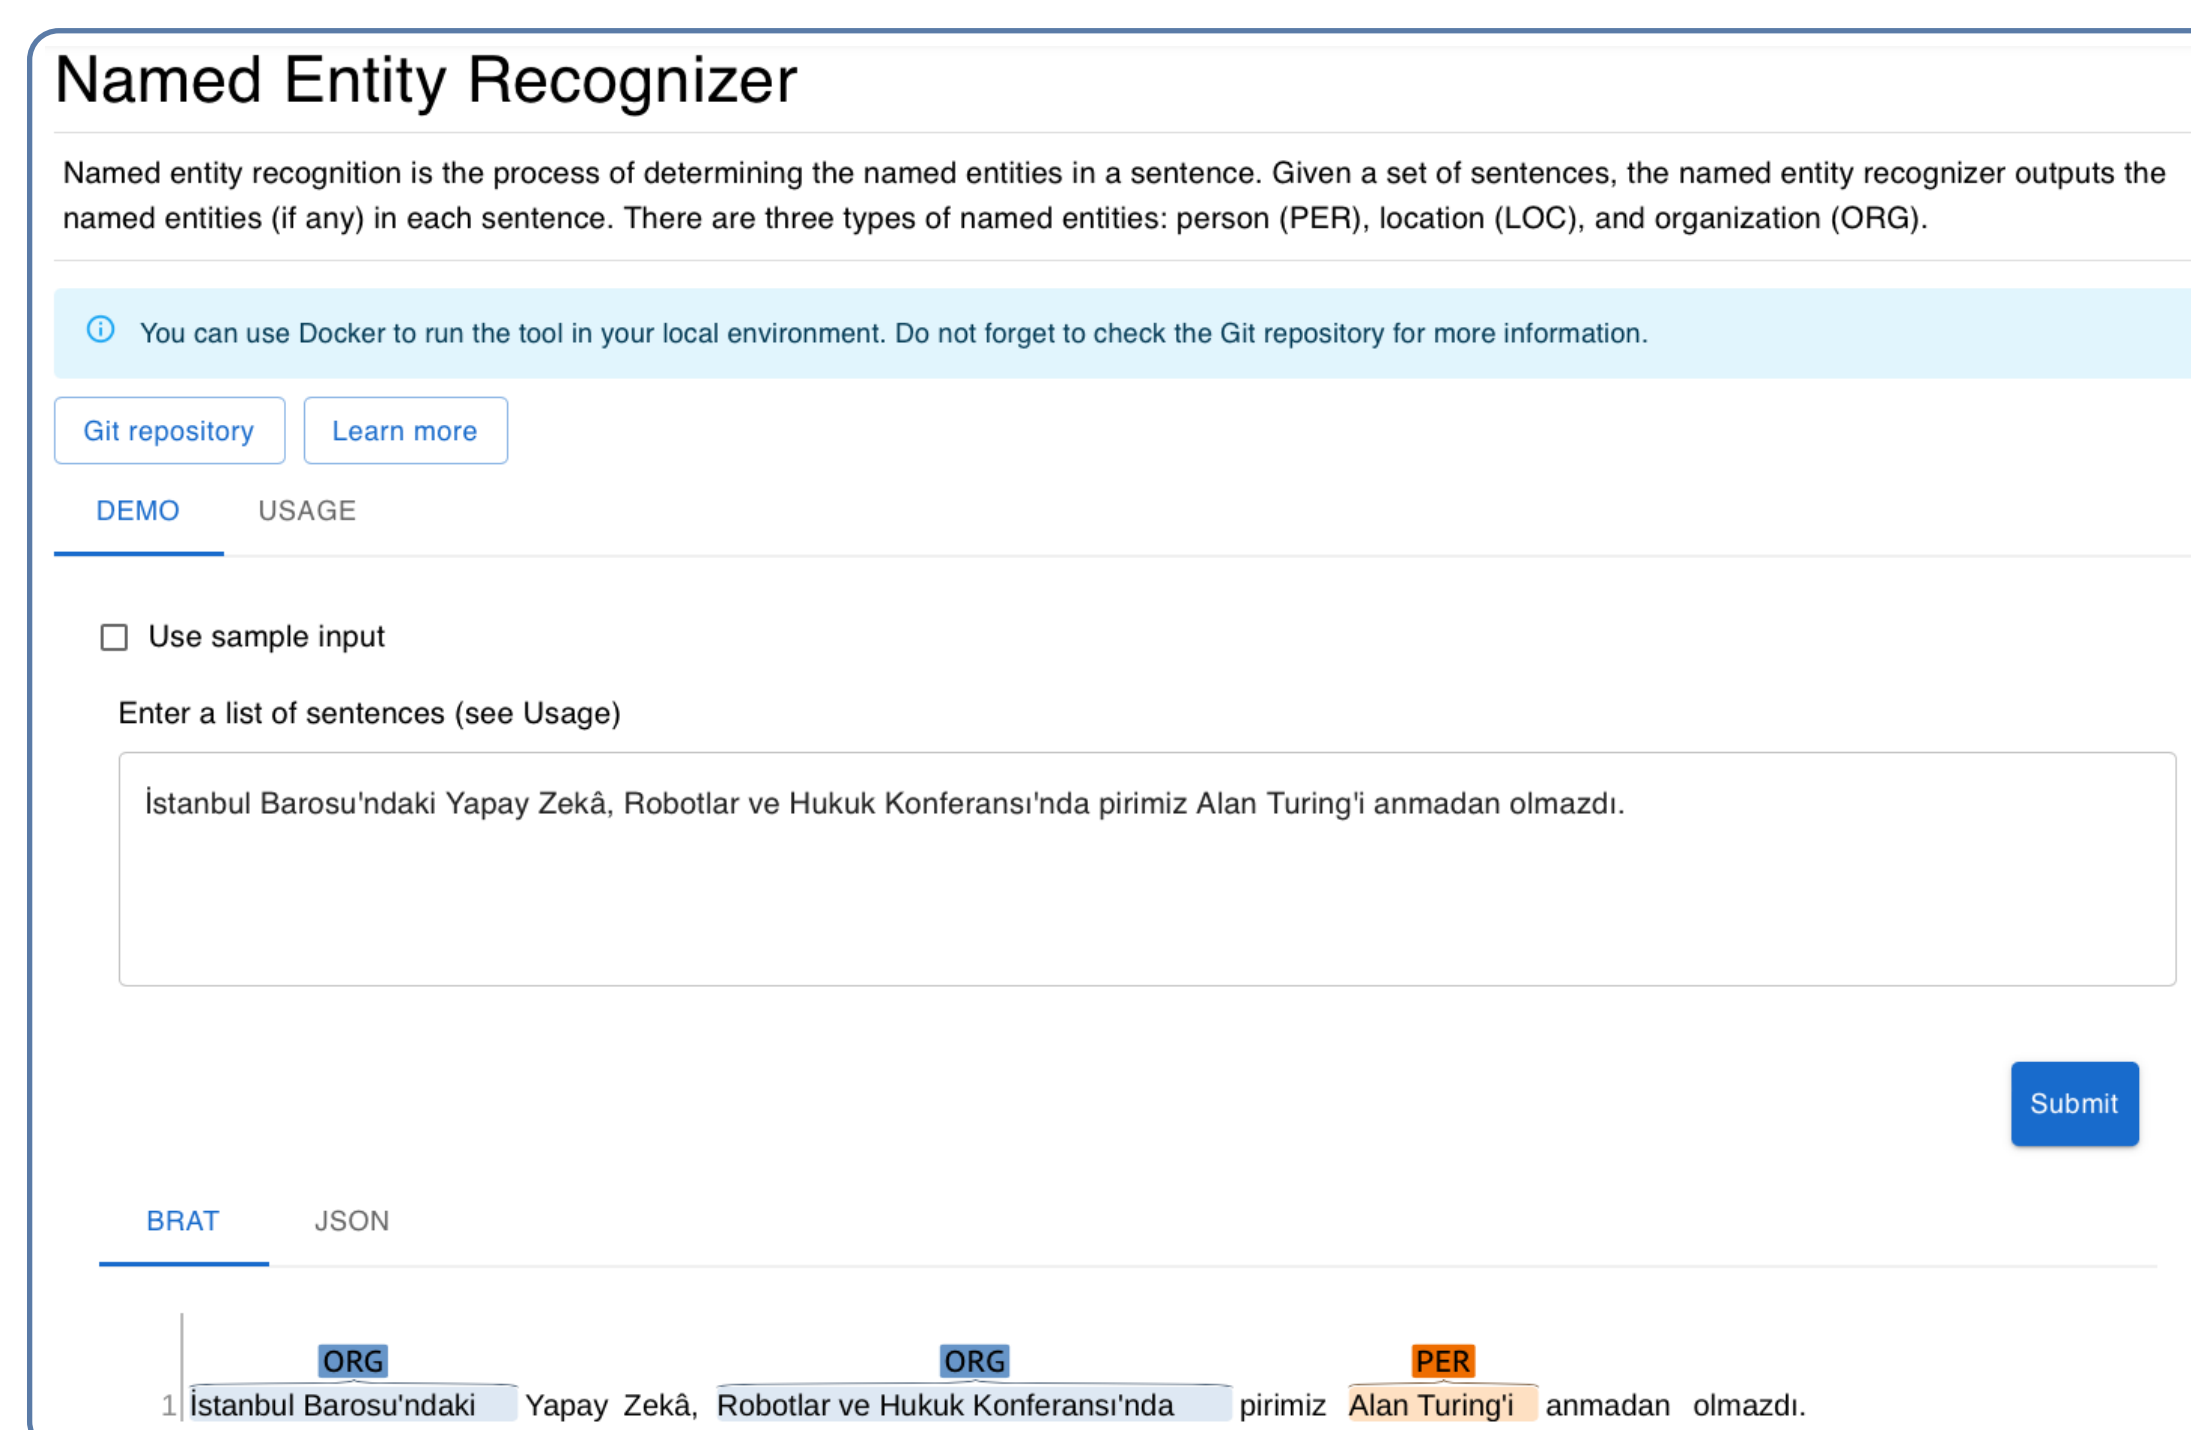 Named Entity Recognizer
Named entity recognition is the process of determining the named entities in a sentence. Given a set of sentences, the named entity recognizer outputs the
named entities (if any) in each sentence. There are three types of named entities: person (PER), location (LOC), and organization (ORG).
You can use Docker to run the tool in your local environment. Do not forget to check the Git repository for more information.
Git repository Learn more
DEMO USAGE
Use sample input
Enter a list of sentences (see Usage)
İstanbul Barosu'ndaki Yapay Zekâ, Robotlar ve Hukuk Konferansı'nda pirimiz Alan Turing'i anmadan olmazdı.
Submit
BRAT JSON
ORG ORG PER
1 İstanbul Barosu'ndaki Yapay Zekâ, Robotlar ve Hukuk Konferansı'nda pirimiz Alan Turing'i anmadan olmazdı.